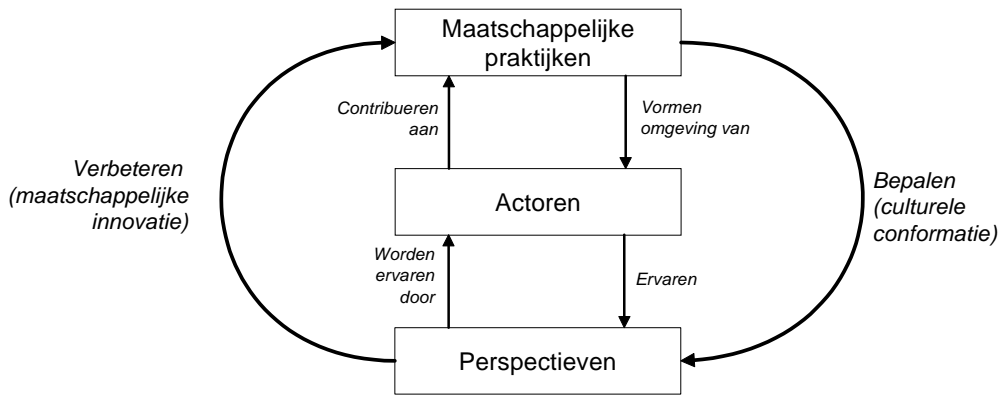 Maatschappelijke
praktijken
Contribueren
aan
Vormen
omgeving van
Verbeteren
(maatschappelijke
innovatie)
Actoren
Bepalen
(culturele
conformatie)
Worden
ervaren
door
Ervaren
Perspectieven